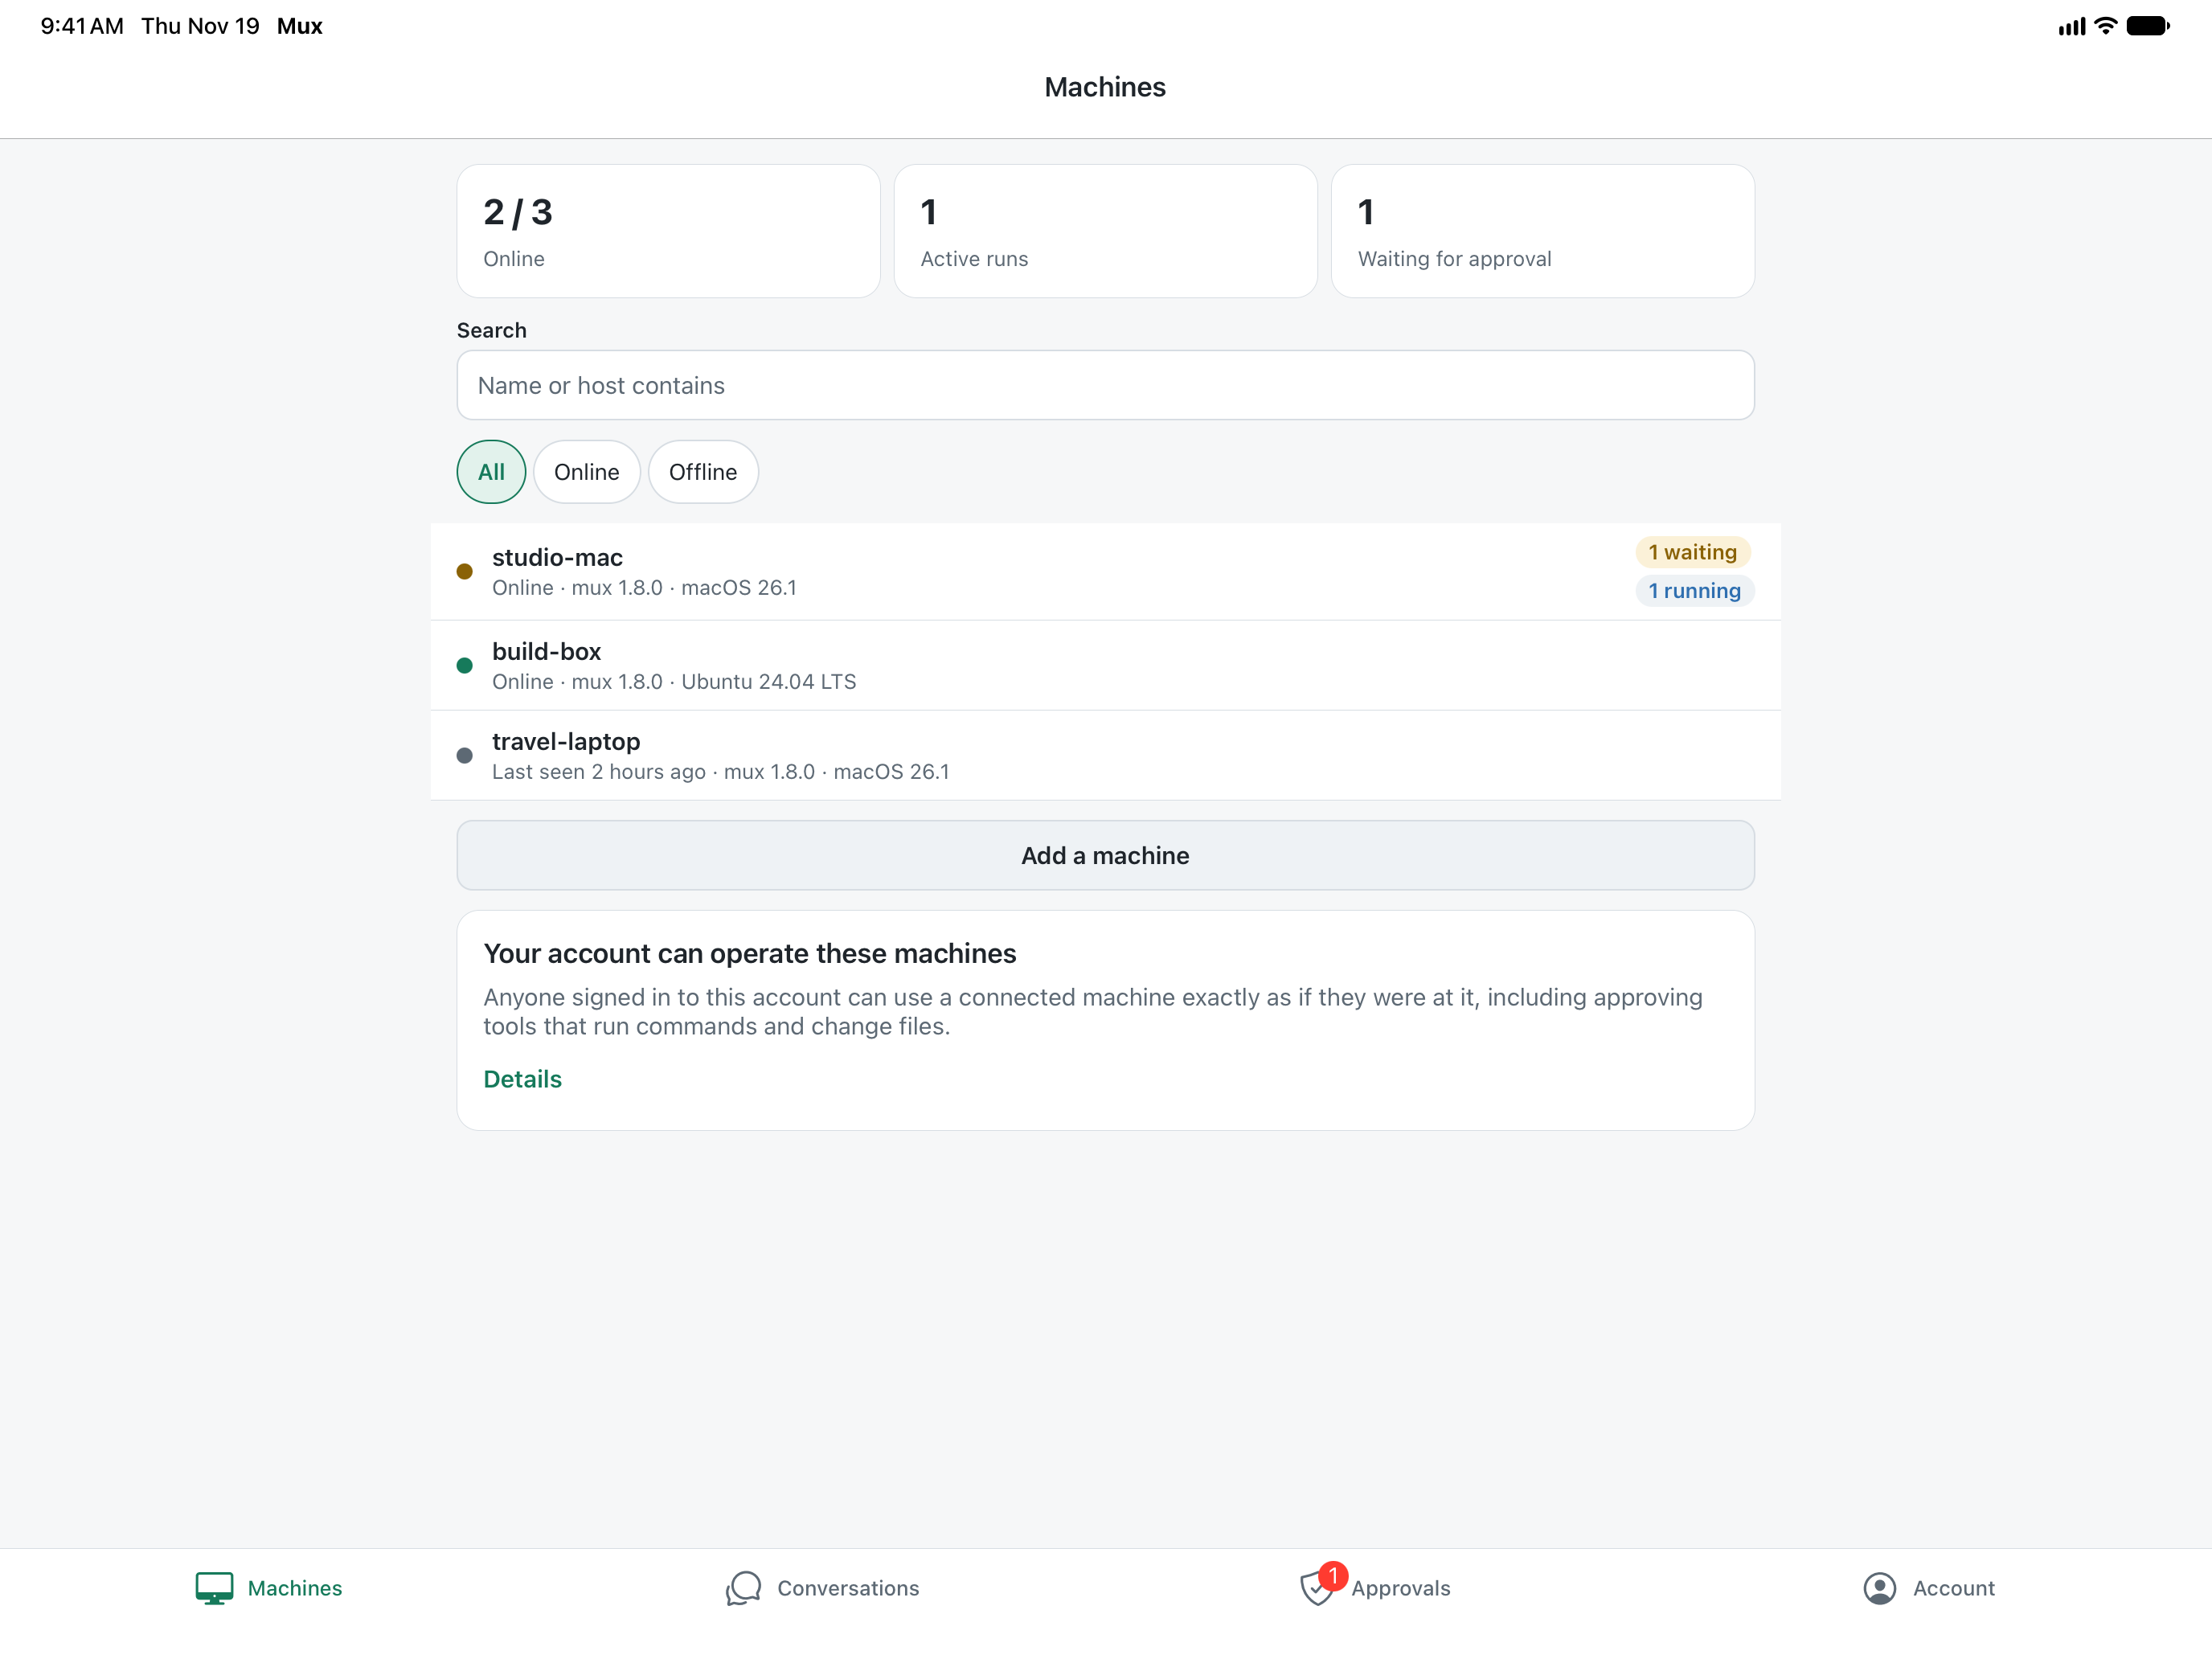 9:41 AM Thu Nov 19 Mux
Machines
2 / 3
Online
1
Active runs
1
Waiting for approval
Search
Name or host contains
All
Online
Offline
studio-mac
Online · mux 1.8.0 · macOS 26.1
1 waiting
1 running
build-box
Online · mux 1.8.0 · Ubuntu 24.04 LTS
travel-laptop
Last seen 2 hours ago · mux 1.8.0 · macOS 26.1
Add a machine
Your account can operate these machines
Anyone signed in to this account can use a connected machine exactly as if they were at it, including approving
tools that run commands and change files.
Details
Machines
Conversations
1
Approvals
Account